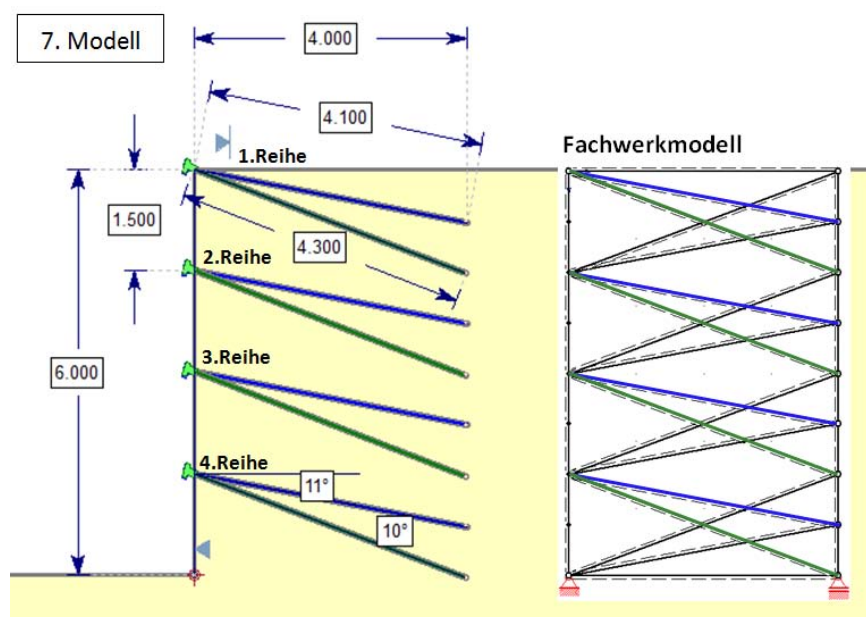 7. Modell
4.000
4.100
1.Reihe
Fachwerkmodell
1.500
4.300
2.Reihe
3.Reihe
6.000
4.Reihe
11°
10°